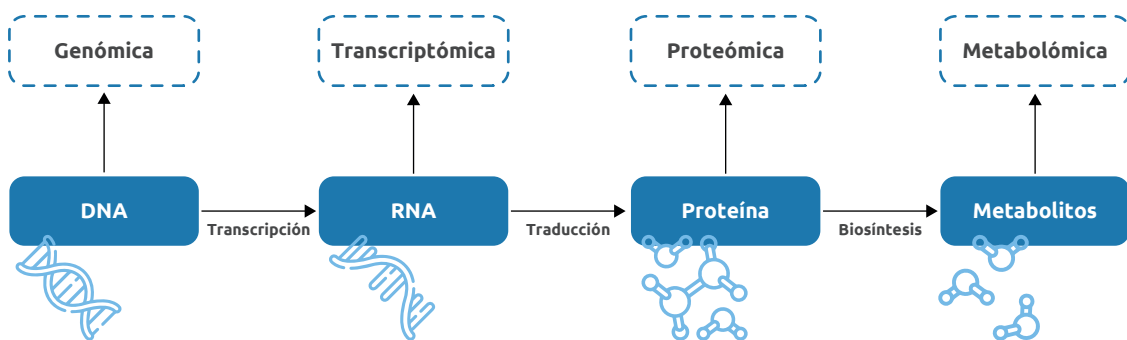 Genómica
Transcriptómica
Proteómica
Metabolómica
DNA
RNA
Proteína
Metabolitos
Transcripción
Traducción
Biosíntesis